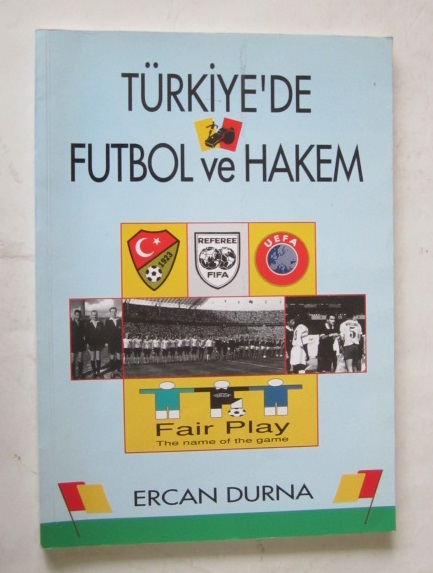 TÜRKİYE'DE
FUTBOL ve HAKEM
1923
REFEREE
FIFA
UEFA
Fair Play
The name of the game
ERCAN DURNA